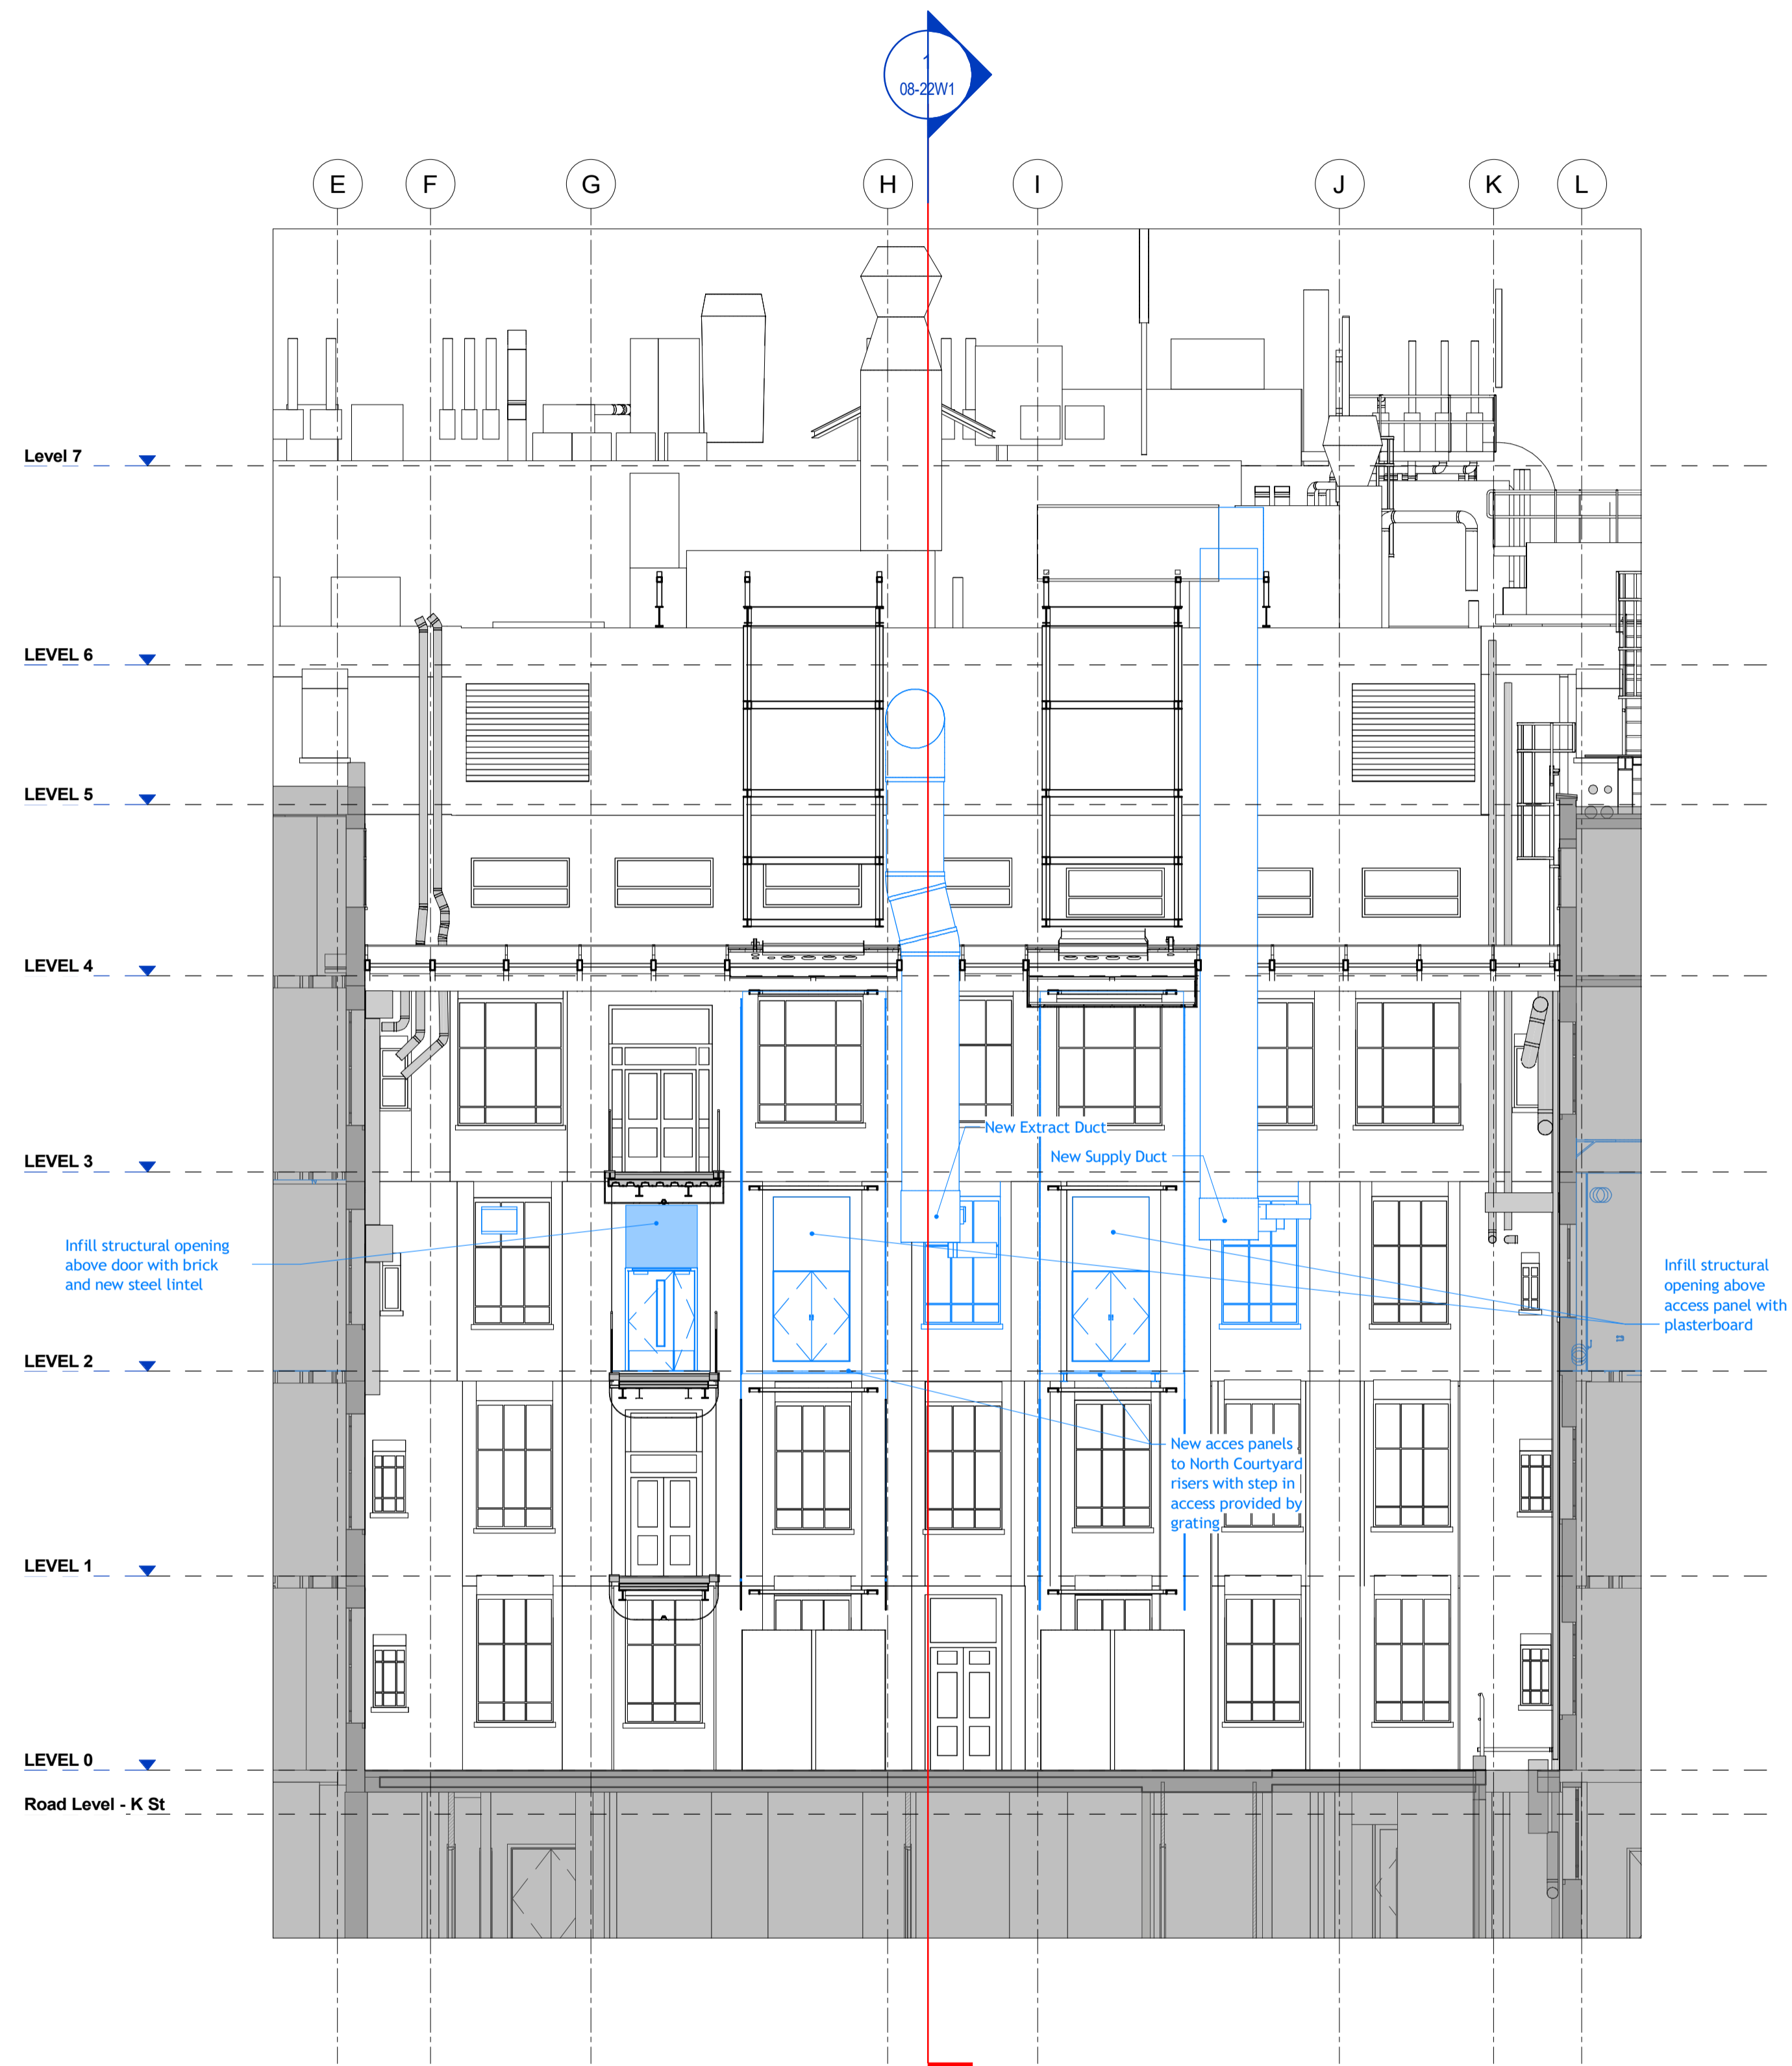 1
08-22W1
E
F
G
H
I
J
K
L
Level 7
LEVEL 6
LEVEL 5
LEVEL 4
New Extract Duct
New Supply Duct
LEVEL 3
Infill structural opening
above door with brick
and new steel lintel
Infill structural
opening above
access panel with
plasterboard
LEVEL 2
New acces panels
to North Courtyard
risers with step in
access provided by
grating
LEVEL 1
LEVEL 0
Road Level - K St